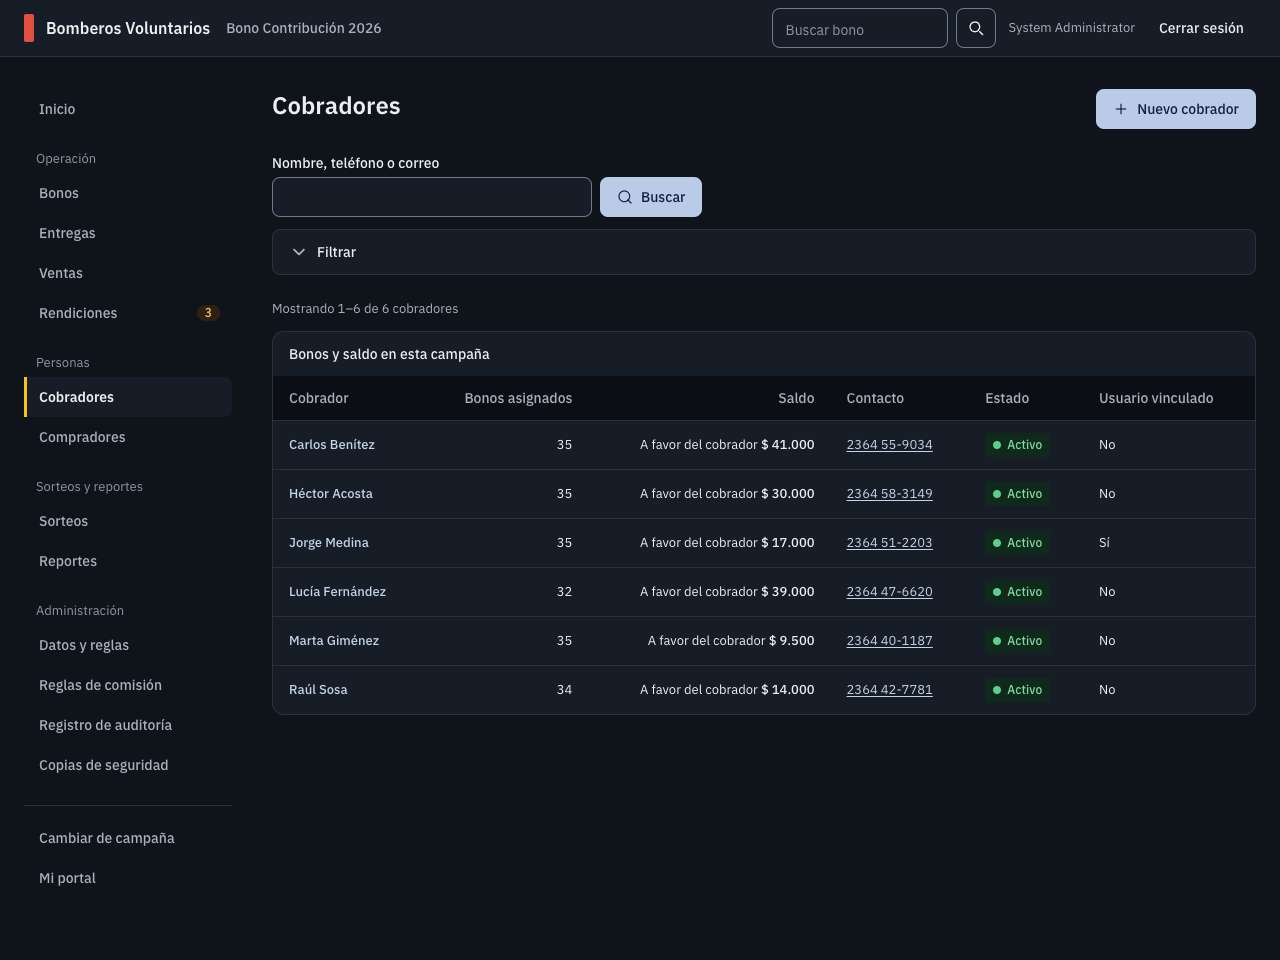 Bomberos Voluntarios Bono Contribución 2026 Buscar bono System Administrator Cerrar sesión
Inicio
Operación
Bonos
Entregas
Ventas
Rendiciones 3
Personas
Cobradores
Compradores
Sorteos y reportes
Sorteos
Reportes
Administración
Datos y reglas
Reglas de comisión
Registro de auditoría
Copias de seguridad
Cambiar de campaña
Mi portal
Cobradores
Nuevo cobrador
Nombre, teléfono o correo
Buscar
Filtrar
Mostrando 1–6 de 6 cobradores
Bonos y saldo en esta campaña
Cobrador Bonos asignados Saldo Contacto Estado Usuario vinculado
Carlos Benítez 35 A favor del cobrador $ 41.000 2364 55-9034 Activo No
Héctor Acosta 35 A favor del cobrador $ 30.000 2364 58-3149 Activo No
Jorge Medina 35 A favor del cobrador $ 17.000 2364 51-2203 Activo Sí
Lucía Fernández 32 A favor del cobrador $ 39.000 2364 47-6620 Activo No
Marta Giménez 35 A favor del cobrador $ 9.500 2364 40-1187 Activo No
Raúl Sosa 34 A favor del cobrador $ 14.000 2364 42-7781 Activo No